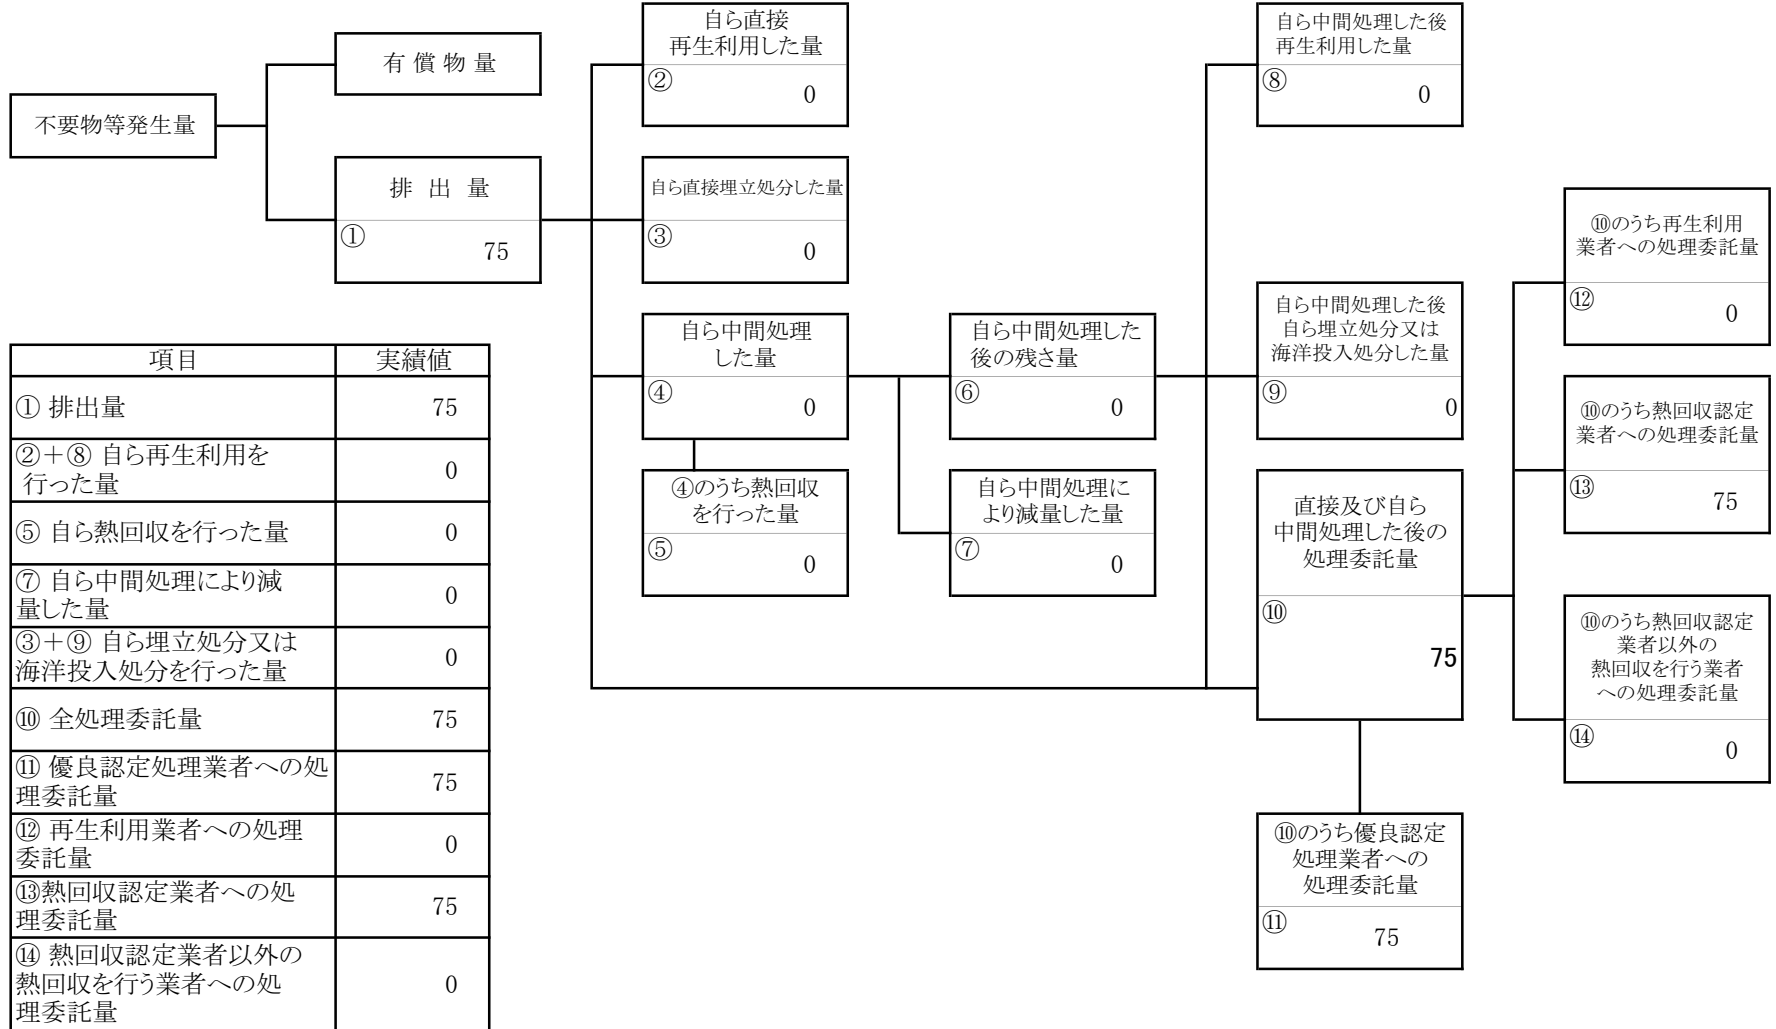 不要物等発生量
有 償 物 量
排 出 量
①
75
自ら直接
再生利用した量
②
0
自ら直接埋立処分した量
③
0
自ら中間処理
した量
④
0
④のうち熱回収
を行った量
⑤
0
自ら中間処理した
後の残さ量
⑥
0
自ら中間処理に
より減量した量
⑦
0
自ら中間処理した後
再生利用した量
⑧
0
自ら中間処理した後
自ら埋立処分又は
海洋投入処分した量
⑨
0
直接及び自ら
中間処理した後の
処理委託量
⑩
75
⑩のうち優良認定
処理業者への
処理委託量
⑪
75
⑩のうち再生利用
業者への処理委託量
⑫
0
⑩のうち熱回収認定
業者への処理委託量
⑬
75
⑩のうち熱回収認定
業者以外の
熱回収を行う業者
への処理委託量
⑭
0
項目 実績値
① 排出量 75
②+⑧ 自ら再生利用を
行った量 0
⑤ 自ら熱回収を行った量 0
⑦ 自ら中間処理により減
量した量 0
③+⑨ 自ら埋立処分又は
海洋投入処分を行った量 0
⑩ 全処理委託量 75
⑪ 優良認定処理業者への処
理委託量 75
⑫ 再生利用業者への処理
委託量 0
⑬熱回収認定業者への処
理委託量 75
⑭ 熱回収認定業者以外の
熱回収を行う業者への処
理委託量 0